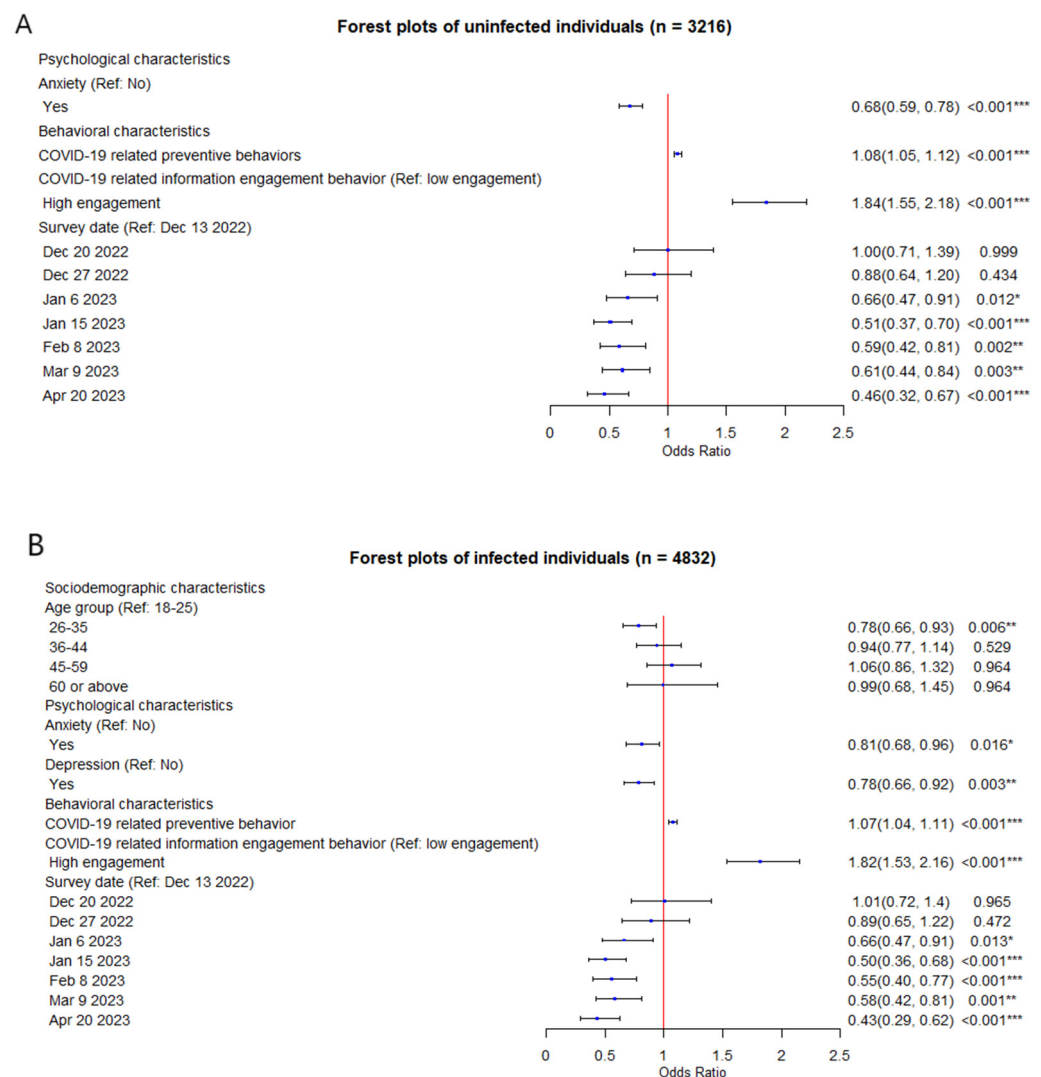 A
Forest plots of uninfected individuals (n = 3216)
Psychological characteristics
Anxiety (Ref: No)
Yes 0.68(0.59, 0.78) <0.001***
Behavioral characteristics
COVID-19 related preventive behaviors 1.08(1.05, 1.12) <0.001***
COVID-19 related information engagement behavior (Ref: low engagement)
High engagement 1.84(1.55, 2.18) <0.001***
Survey date (Ref: Dec 13 2022)
Dec 20 2022 1.00(0.71, 1.39) 0.999
Dec 27 2022 0.88(0.64, 1.20) 0.434
Jan 6 2023 0.66(0.47, 0.91) 0.012*
Jan 15 2023 0.51(0.37, 0.70) <0.001***
Feb 8 2023 0.59(0.42, 0.81) 0.002**
Mar 9 2023 0.61(0.44, 0.84) 0.003**
Apr 20 2023 0.46(0.32, 0.67) <0.001***
0 0.5 1 1.5 2 2.5
Odds Ratio
B
Forest plots of infected individuals (n = 4832)
Sociodemographic characteristics
Age group (Ref: 18-25)
26-35 0.78(0.66, 0.93) 0.006**
36-44 0.94(0.77, 1.14) 0.529
45-59 1.06(0.86, 1.32) 0.964
60 or above 0.99(0.68, 1.45) 0.964
Psychological characteristics
Anxiety (Ref: No)
Yes 0.81(0.68, 0.96) 0.016*
Depression (Ref: No)
Yes 0.78(0.66, 0.92) 0.003**
Behavioral characteristics
COVID-19 related preventive behavior 1.07(1.04, 1.11) <0.001***
COVID-19 related information engagement behavior (Ref: low engagement)
High engagement 1.82(1.53, 2.16) <0.001***
Survey date (Ref: Dec 13 2022)
Dec 20 2022 1.01(0.72, 1.4) 0.965
Dec 27 2022 0.89(0.65, 1.22) 0.472
Jan 6 2023 0.66(0.47, 0.91) 0.013*
Jan 15 2023 0.50(0.36, 0.68) <0.001***
Feb 8 2023 0.55(0.40, 0.77) <0.001***
Mar 9 2023 0.58(0.42, 0.81) 0.001**
Apr 20 2023 0.43(0.29, 0.62) <0.001***
0 0.5 1 1.5 2 2.5
Odds Ratio